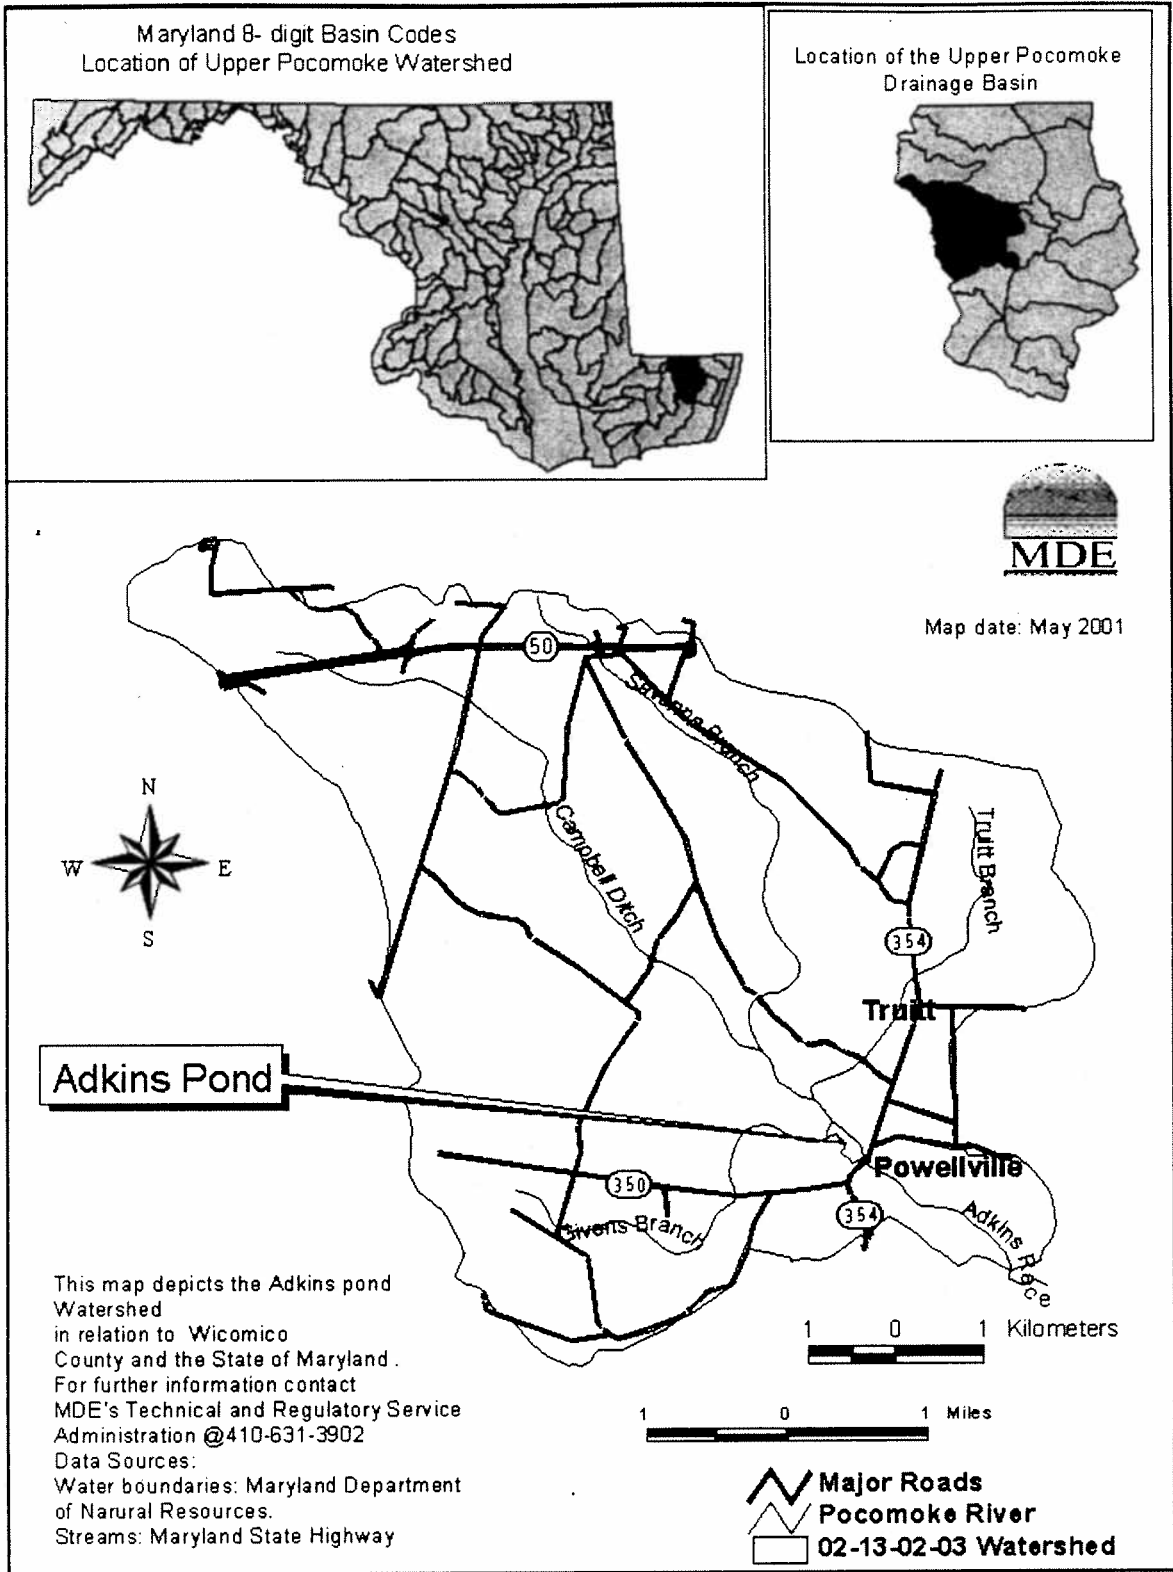 Maryland 8- digit Basin Codes
Location of Upper Pocomoke Watershed
Location of the Upper Pocomoke
Drainage Basin
MDE
Map date: May 2001
50
Savanna Branch
N
W E
S
Campbell Ditch
Truitt Branch
354
Truitt
Adkins Pond
Powellville
350
354
Givens Branch
Adkins Race
This map depicts the Adkins pond
Watershed
in relation to Wicomico
County and the State of Maryland .
For further information contact
MDE's Technical and Regulatory Service
Administration @410-631-3902
Data Sources:
Water boundaries: Maryland Department
of Narural Resources.
Streams: Maryland State Highway
1 0 1 Kilometers
1 0 1 Miles
Major Roads
Pocomoke River
02-13-02-03 Watershed